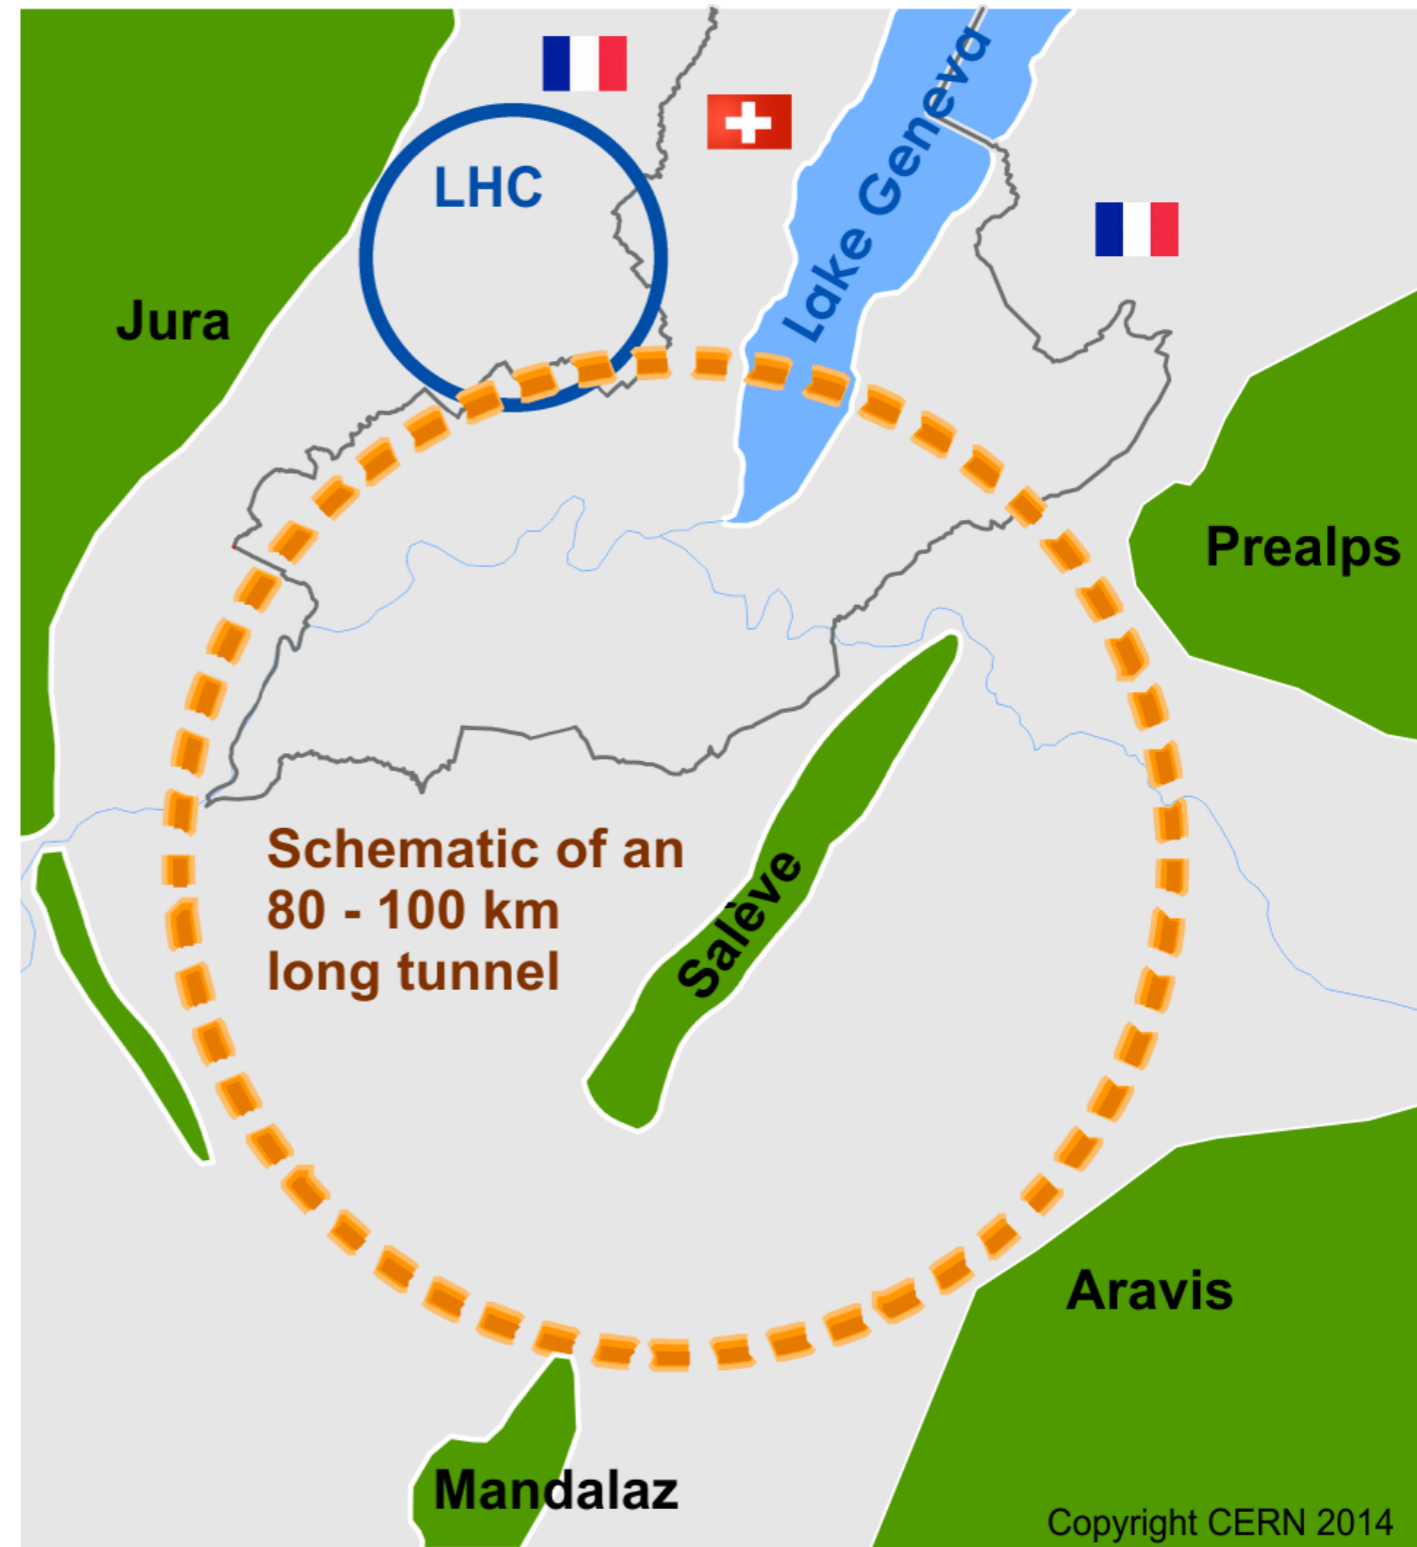 LHC
Lake Geneva
Jura
Prealps
Schematic of an
80 - 100 km
long tunnel
Salève
Aravis
Mandalaz
Copyright CERN 2014